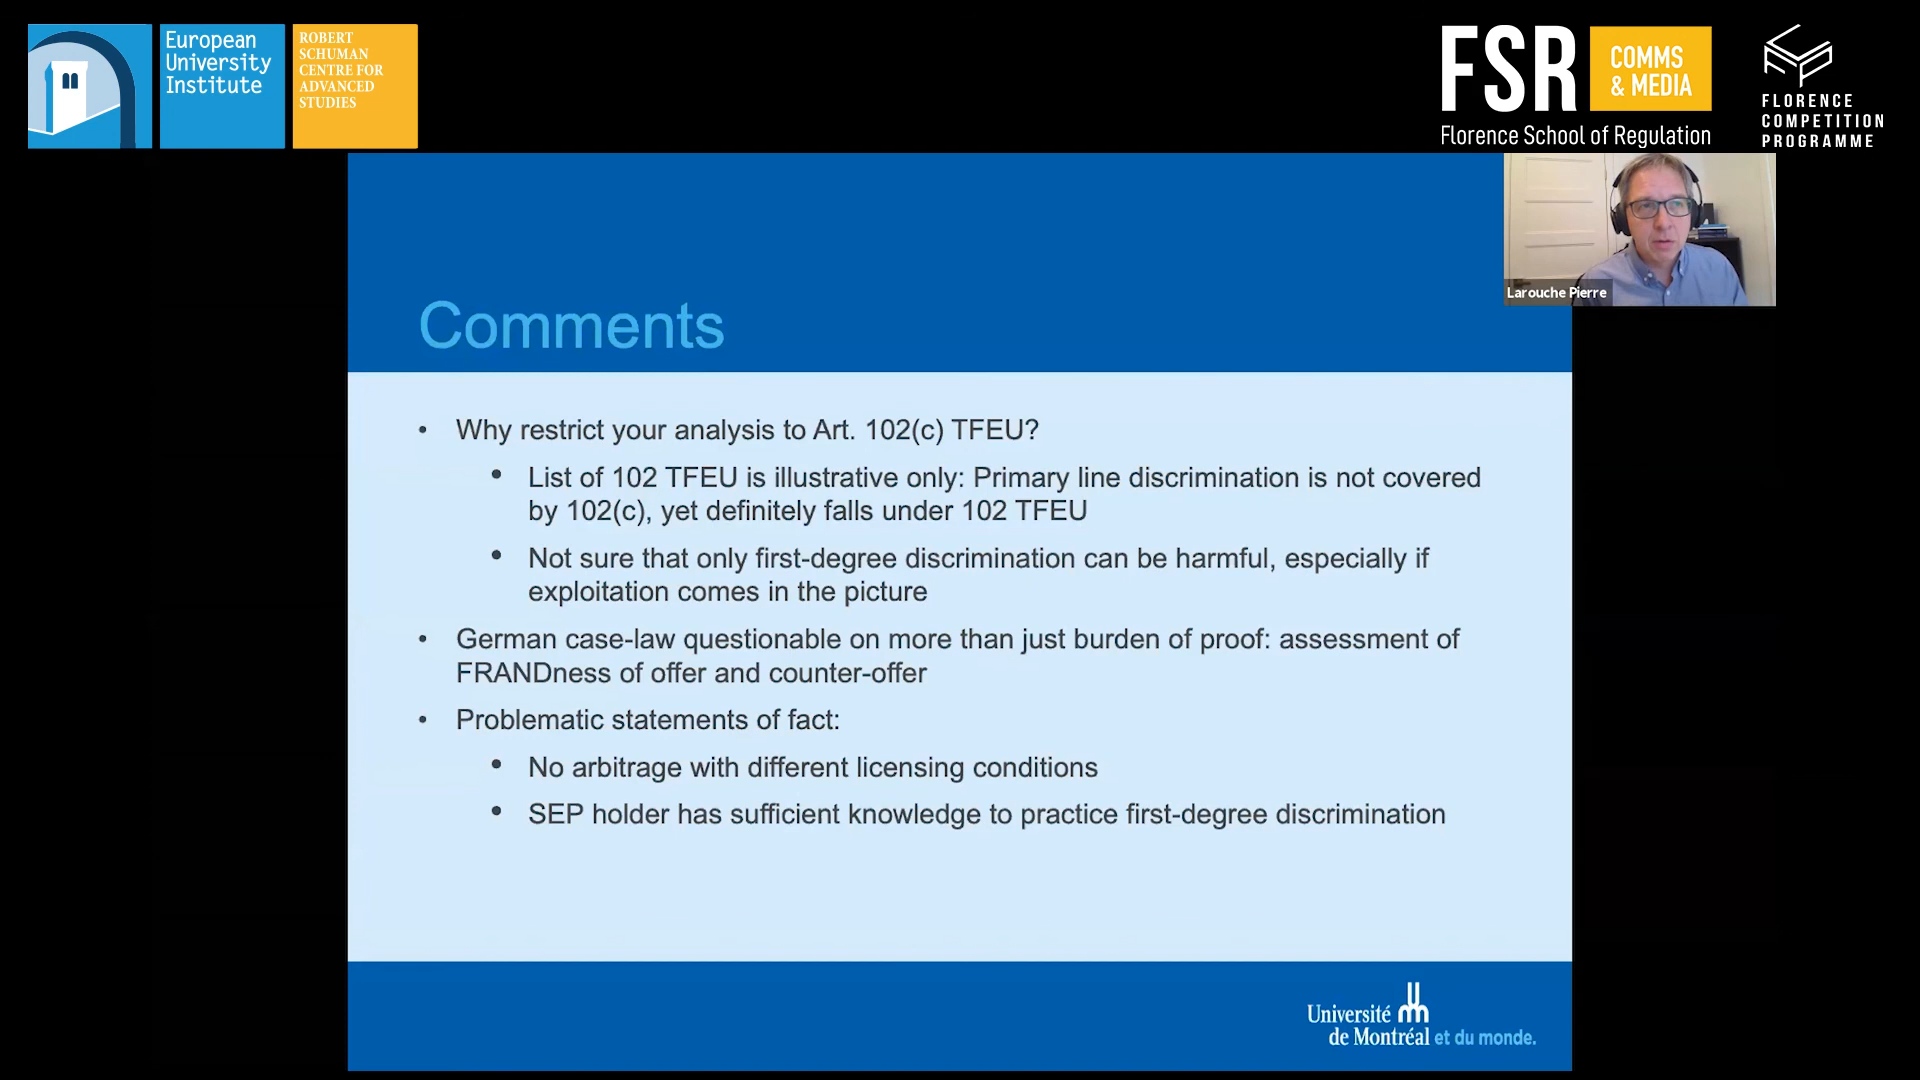 European
University
Institute
ROBERT
SCHUMAN
CENTRE FOR
ADVANCED
STUDIES
FSR
COMMS
& MEDIA
Florence School of Regulation
FLORENCE
COMPETITION
PROGRAMME
Larouche Pierre
Comments
• Why restrict your analysis to Art. 102(c) TFEU?
• List of 102 TFEU is illustrative only: Primary line discrimination is not covered
by 102(c), yet definitely falls under 102 TFEU
• Not sure that only first-degree discrimination can be harmful, especially if
exploitation comes in the picture
• German case-law questionable on more than just burden of proof: assessment of
FRANDness of offer and counter-offer
• Problematic statements of fact:
• No arbitrage with different licensing conditions
• SEP holder has sufficient knowledge to practice first-degree discrimination
Université
de Montréal et du monde.